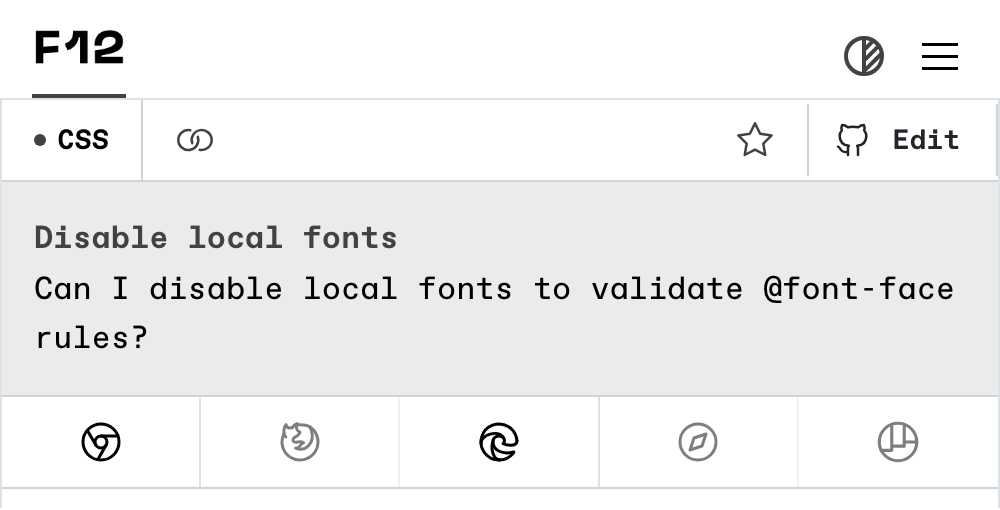 F12
CSS
Edit
Disable local fonts
Can I disable local fonts to validate @font-face
rules?